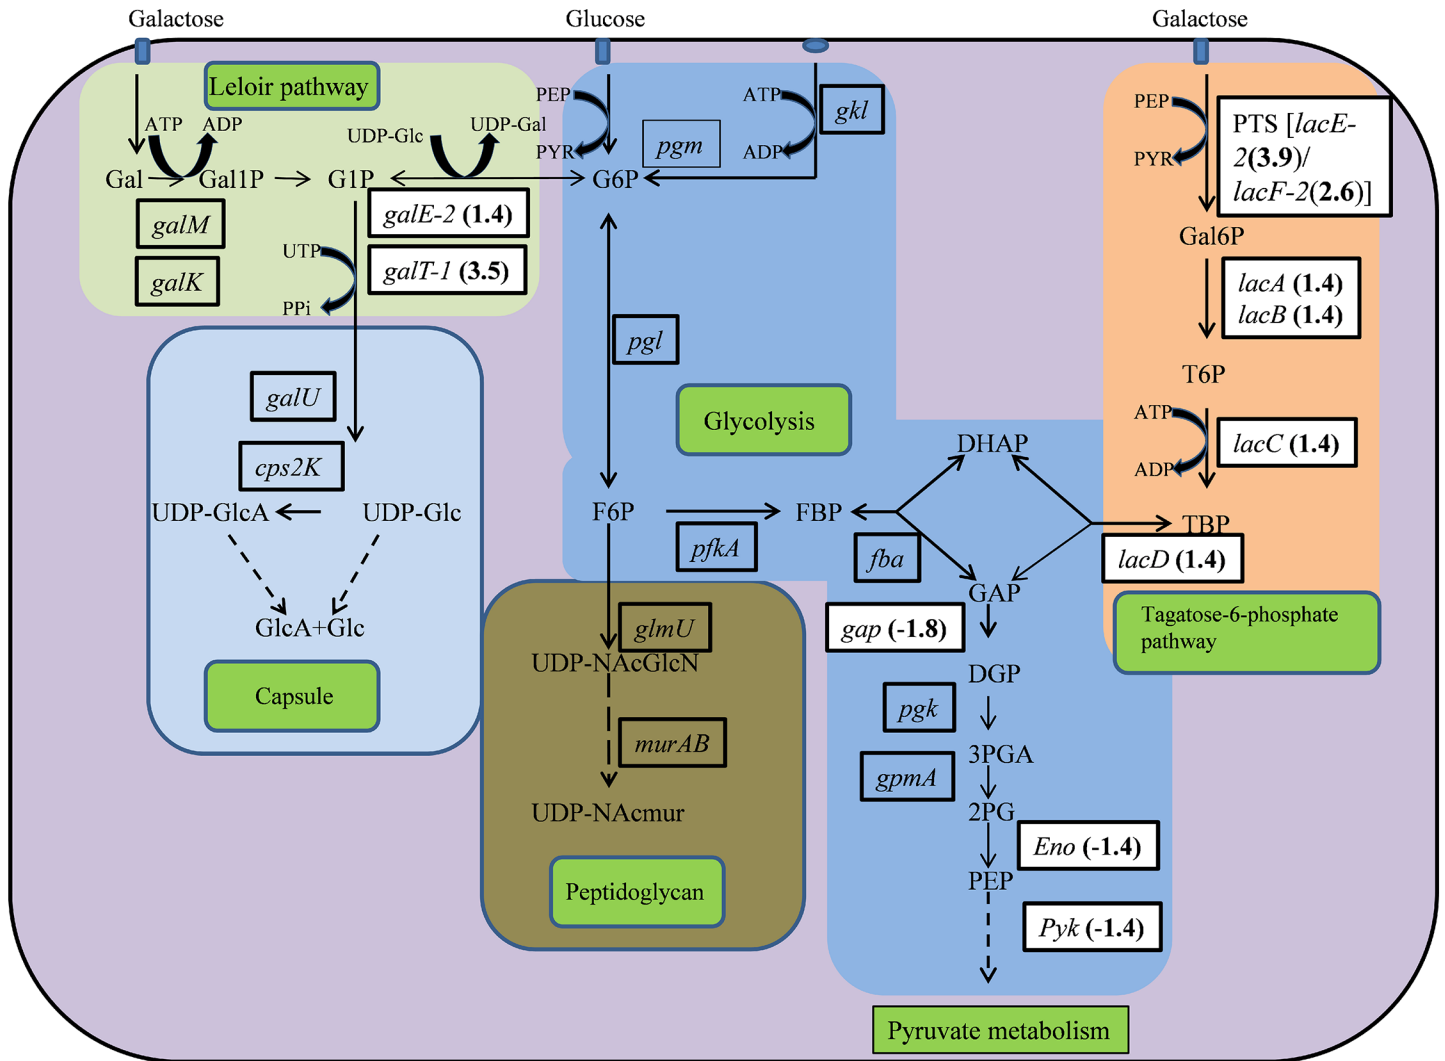 Galactose
Glucose
Galactose
Leloir pathway
ATP
ADP
UDP-Glc
UDP-Gal
Gal
Gal1P
G1P
G6P
galM
galK
galE-2 (1.4)
galT-1 (3.5)
UTP
PPi
PEP
PYR
pgm
ATP
ADP
gkl
PEP
PYR
PTS [lacE-
2(3.9)/
lacF-2(2.6)]
Gal6P
lacA (1.4)
lacB (1.4)
T6P
ATP
ADP
lacC (1.4)
TBP
lacD (1.4)
Tagatose-6-phosphate
pathway
pgl
Glycolysis
galU
cps2K
UDP-GlcA
UDP-Glc
GlcA+Glc
Capsule
F6P
pfkA
FBP
fba
DHAP
GAP
gap (-1.8)
DGP
pgk
3PGA
gpmA
2PG
Eno (-1.4)
PEP
Pyk (-1.4)
glmU
UDP-NAcGlcN
murAB
UDP-NAcmur
Peptidoglycan
Pyruvate metabolism